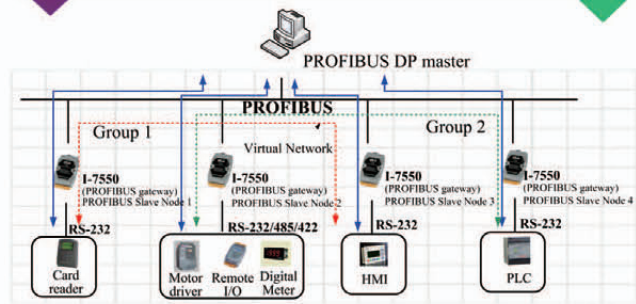 PROFIBUS DP master
PROFIBUS
Group 1
Group 2
Virtual Network
I-7550
(PROFIBUS gateway)
PROFIBUS Slave Node 1
I-7550
(PROFIBUS gateway)
PROFIBUS Slave Node 2
I-7550
(PROFIBUS gateway)
PROFIBUS Slave Node 3
I-7550
(PROFIBUS gateway)
PROFIBUS Slave Node 4
RS-232
RS-232/485/422
RS-232
RS-232
Card
reader
Motor
driver
Remote
I/O
Digital
Meter
HMI
PLC